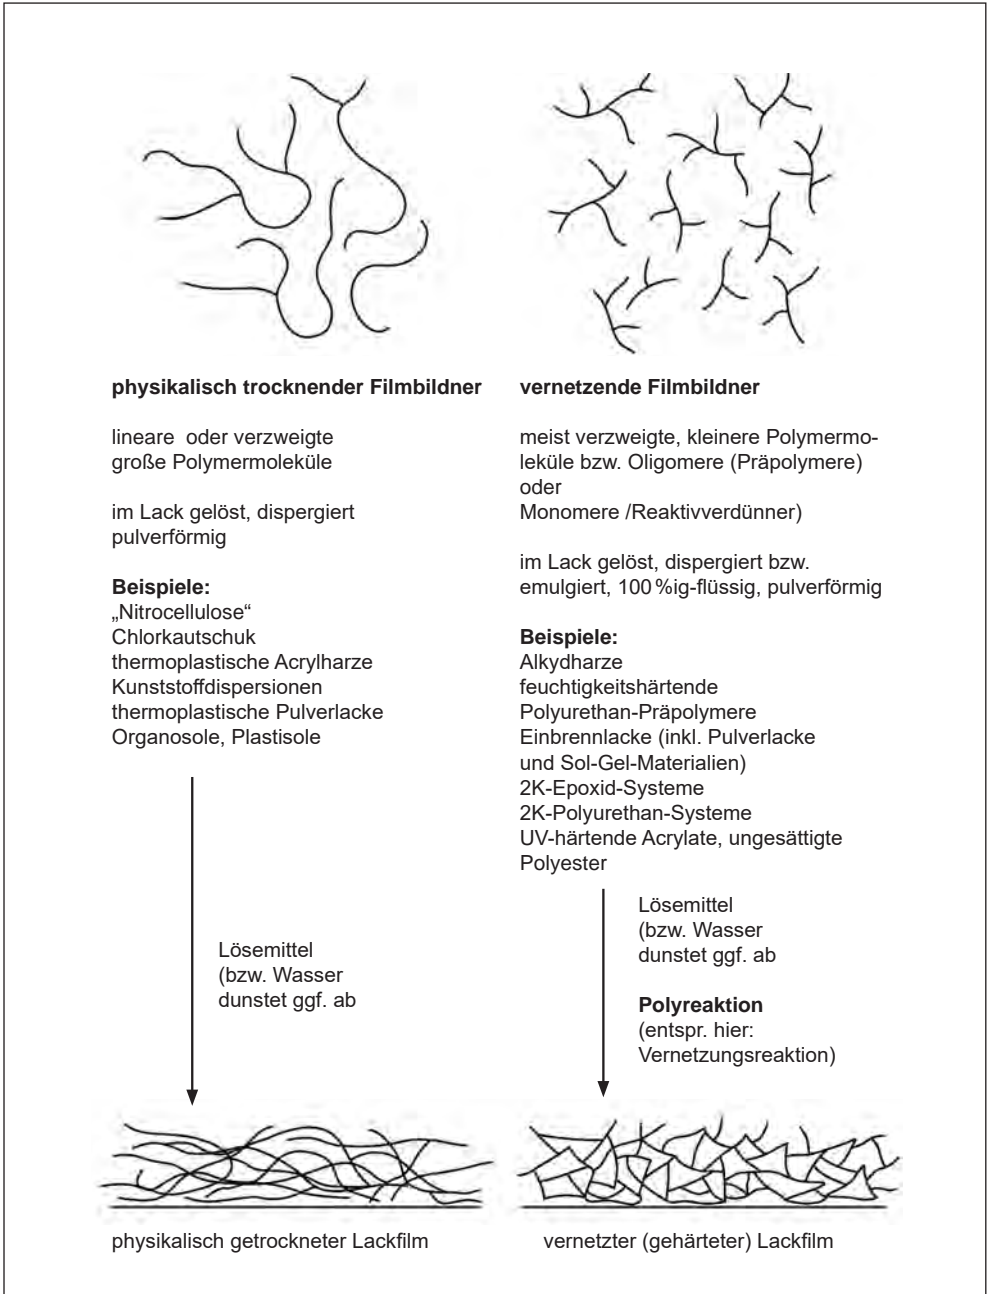 physikalisch trocknender Filmbildner
lineare oder verzweigte
große Polymermoleküle
im Lack gelöst, dispergiert
pulverförmig
Beispiele:
„Nitrocellulose“
Chlorkautschuk
thermoplastische Acrylharze
Kunststoffdispersionen
thermoplastische Pulverlacke
Organosole, Plastisole
Lösemittel
(bzw. Wasser
dunstet ggf. ab
physikalisch getrockneter Lackfilm
vernetzende Filmbildner
meist verzweigte, kleinere Polymermo-
leküle bzw. Oligomere (Präpolymere)
oder
Monomere /Reaktivverdünner)
im Lack gelöst, dispergiert bzw.
emulgiert, 100 %ig-flüssig, pulverförmig
Beispiele:
Alkydharze
feuchtigkeitshärtende
Polyurethan-Präpolymere
Einbrennlacke (inkl. Pulverlacke
und Sol-Gel-Materialien)
2K-Epoxid-Systeme
2K-Polyurethan-Systeme
UV-härtende Acrylate, ungesättigte
Polyester
Lösemittel
(bzw. Wasser
dunstet ggf. ab
Polyreaktion
(entspr. hier:
Vernetzungsreaktion)
vernetzter (gehärteter) Lackfilm